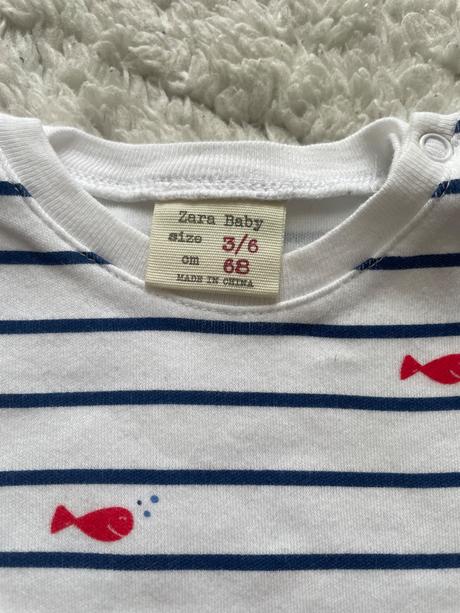 Zara Baby
size 3/6
cm 68
MADE IN CHINA